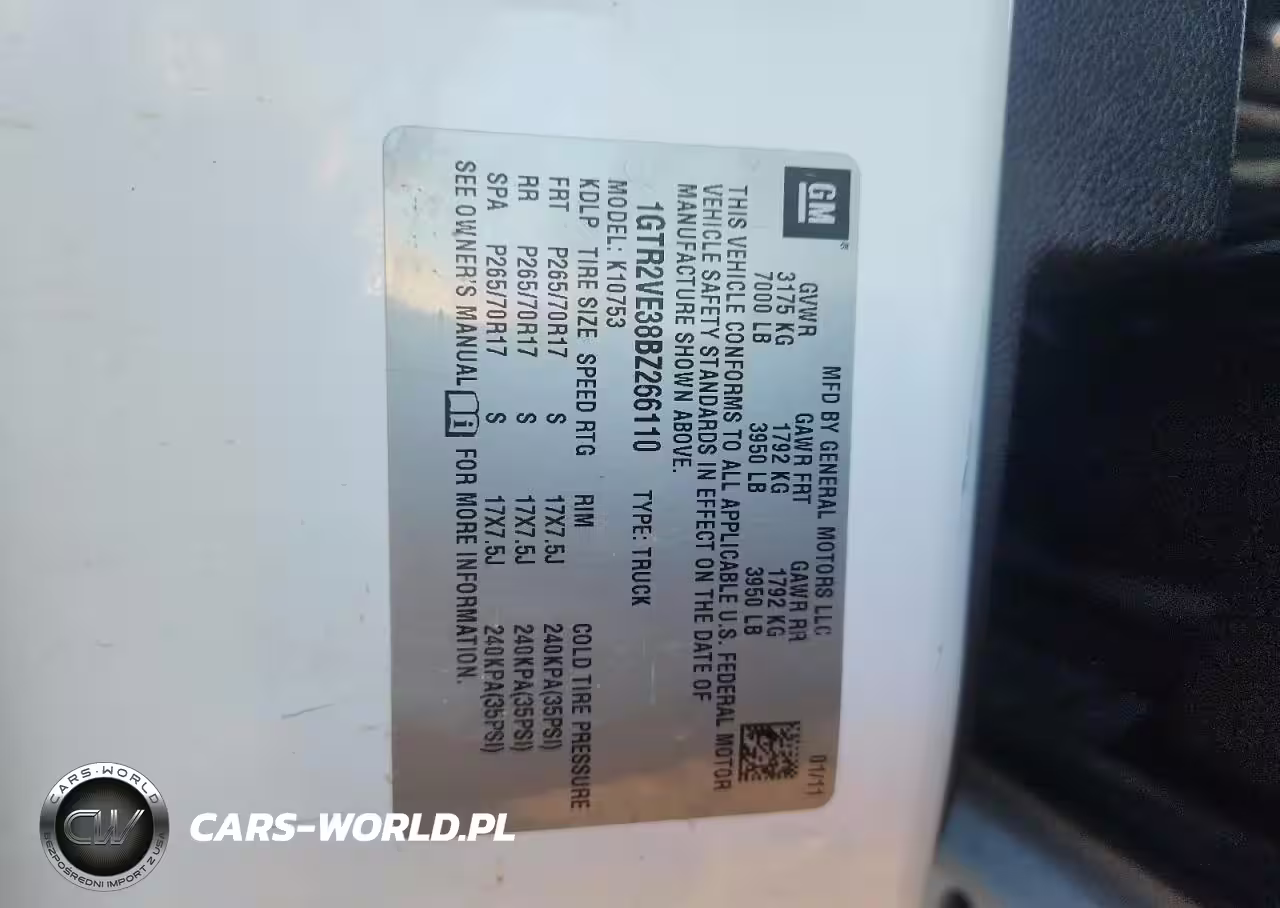 GM®
MFD BY GENERAL MOTORS LLC 01/11
GVWR GAWR FRT GAWR RR
3175 KG 1792 KG 1792 KG
7000 LB 3950 LB 3950 LB
THIS VEHICLE CONFORMS TO ALL APPLICABLE U.S. FEDERAL MOTOR
VEHICLE SAFETY STANDARDS IN EFFECT ON THE DATE OF
MANUFACTURE SHOWN ABOVE.
1GTR2VE38BZ266110 TYPE: TRUCK
MODEL: K10753
KDLP TIRE SIZE SPEED RTG RIM COLD TIRE PRESSURE
FRT P265/70R17 S 17X7.5J 240KPA(35PSI)
RR P265/70R17 S 17X7.5J 240KPA(35PSI)
SPA P265/70R17 S 17X7.5J 240KPA(35PSI)
SEE OWNER'S MANUAL FOR MORE INFORMATION.
CARS-WORLD
CW
BEZPOŚREDNI IMPORT Z USA
CARS-WORLD.PL